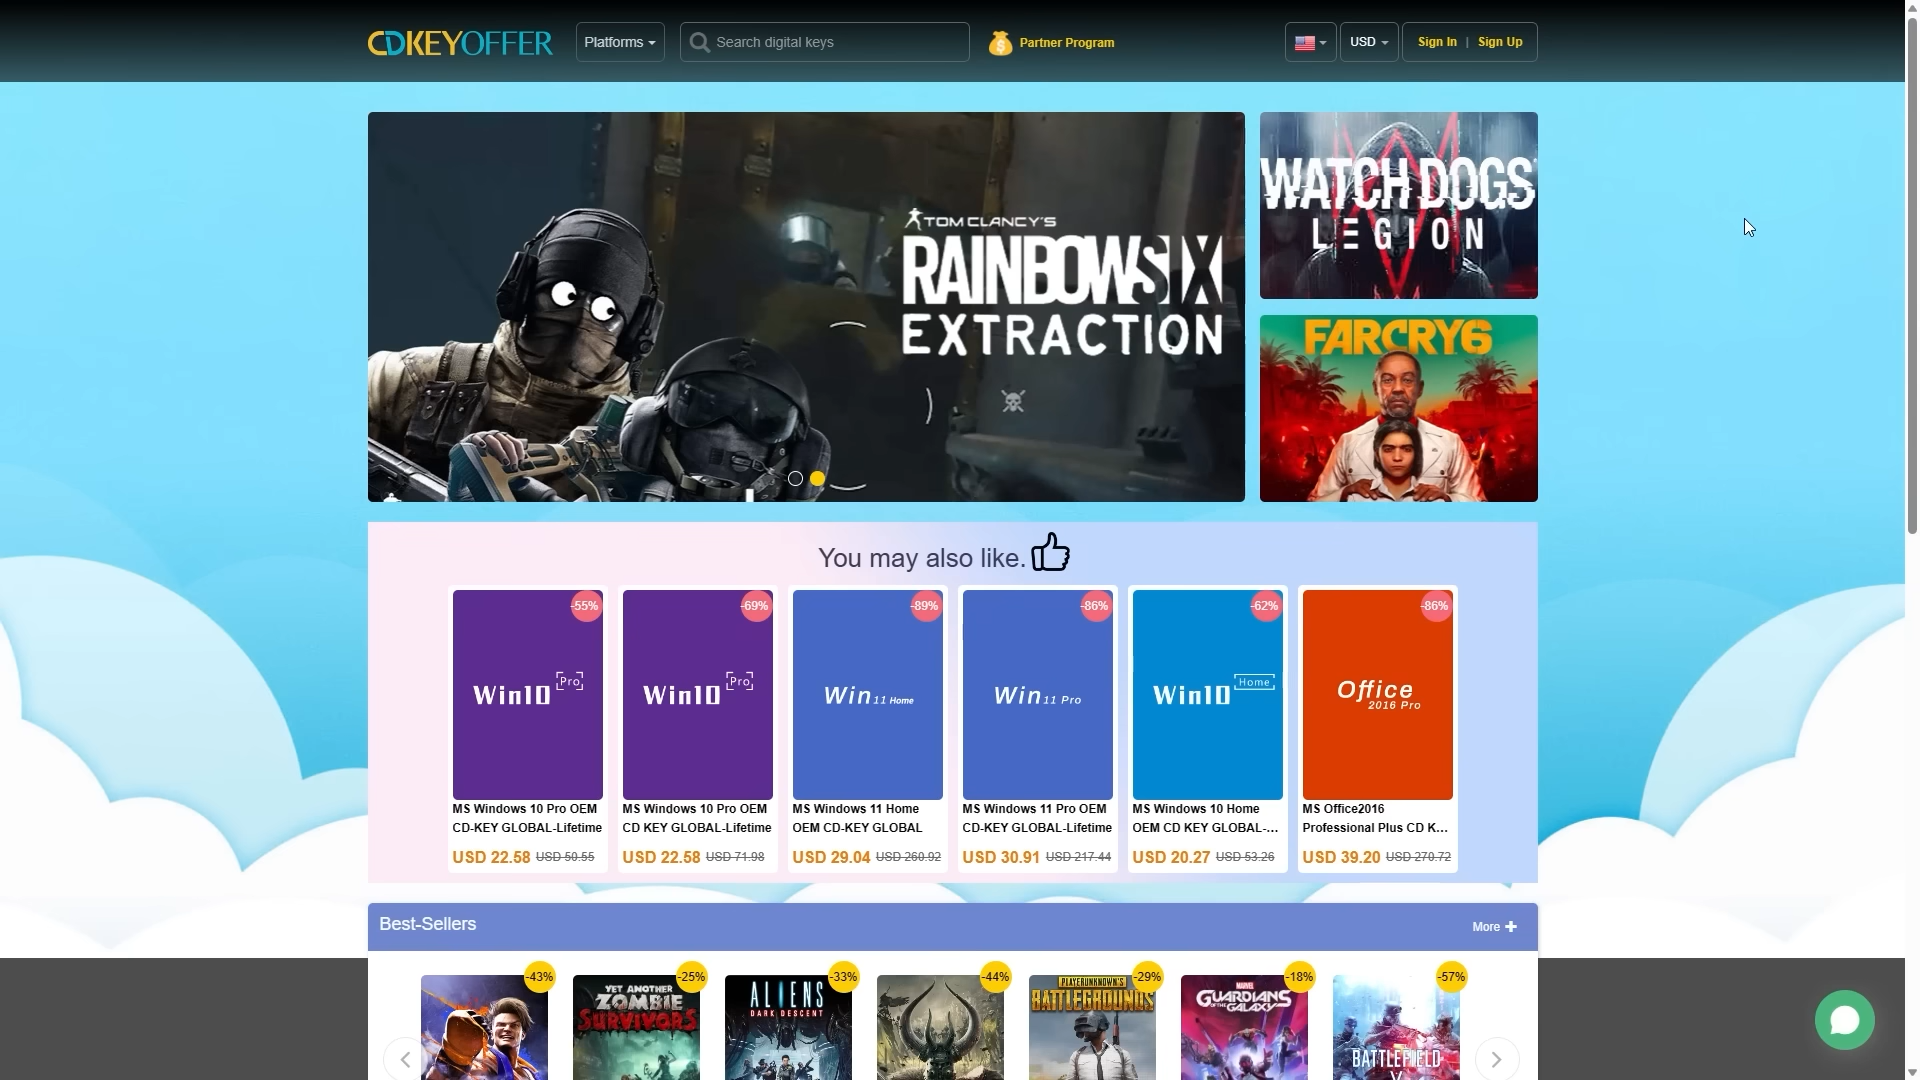 CDKEYOFFER
Platforms
Search digital keys
Partner Program
USD
Sign In | Sign Up
TOM CLANCY'S
RAINBOW SIX
EXTRACTION
WATCH DOGS
LEGION
FARCRY6
You may also like.
-55%
-69%
-89%
-86%
-62%
-86%
Win10 Pro
Win10 Pro
Win 11 Home
Win 11 Pro
Win10 Home
Office
2016 Pro
MS Windows 10 Pro OEM
CD-KEY GLOBAL-Lifetime
USD 22.58 USD 50.55
MS Windows 10 Pro OEM
CD KEY GLOBAL-Lifetime
USD 22.58 USD 71.98
MS Windows 11 Home
OEM CD-KEY GLOBAL
USD 29.04 USD 260.92
MS Windows 11 Pro OEM
CD-KEY GLOBAL-Lifetime
USD 30.91 USD 217.44
MS Windows 10 Home
OEM CD KEY GLOBAL-...
USD 20.27 USD 53.26
MS Office2016
Professional Plus CD K...
USD 39.20 USD 270.72
Best-Sellers
More +
-43%
-25%
-33%
-44%
-29%
-18%
-57%
YET ANOTHER
ZOMBIE
SURVIVORS
ALIENS
DARK DESCENT
PLAYERUNKNOWN'S
BATTLEGROUNDS
MARVEL
GUARDIANS
OF THE GALAXY
BATTLEFIELD
V